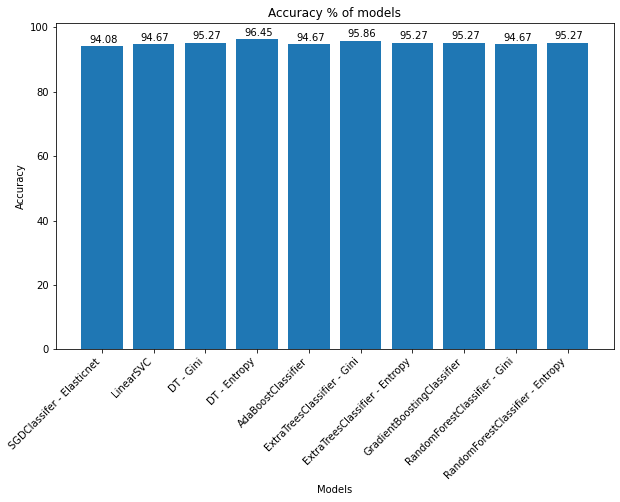 Accuracy % of models
94.08
94.67
95.27
96.45
94.67
95.86
95.27
95.27
94.67
95.27
100
80
60
40
20
0
Accuracy
SGDClassifer - Elasticnet
LinearSVC
DT - Gini
DT - Entropy
AdaBoostClassifier
ExtraTreesClassifier - Gini
ExtraTreesClassifier - Entropy
GradientBoostingClassifier
RandomForestClassifier - Gini
RandomForestClassifier - Entropy
Models